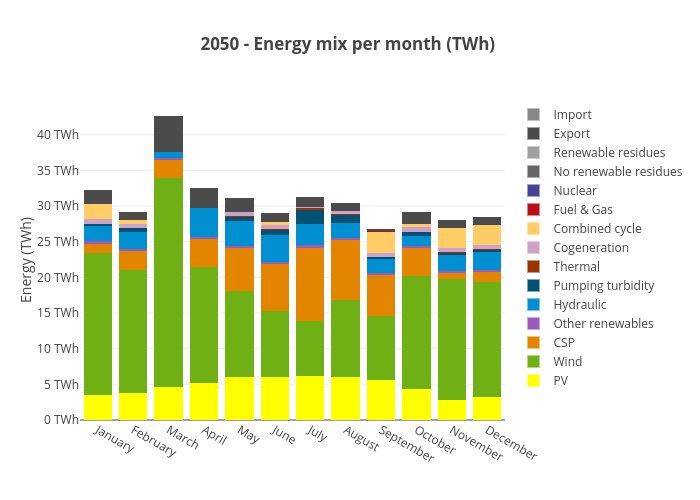 2050 - Energy mix per month (TWh)
Energy (TWh)
40 TWh
35 TWh
30 TWh
25 TWh
20 TWh
15 TWh
10 TWh
5 TWh
0 TWh
January
February
March
April
May
June
July
August
September
October
November
December
Import
Export
Renewable residues
No renewable residues
Nuclear
Fuel & Gas
Combined cycle
Cogeneration
Thermal
Pumping turbidity
Hydraulic
Other renewables
CSP
Wind
PV